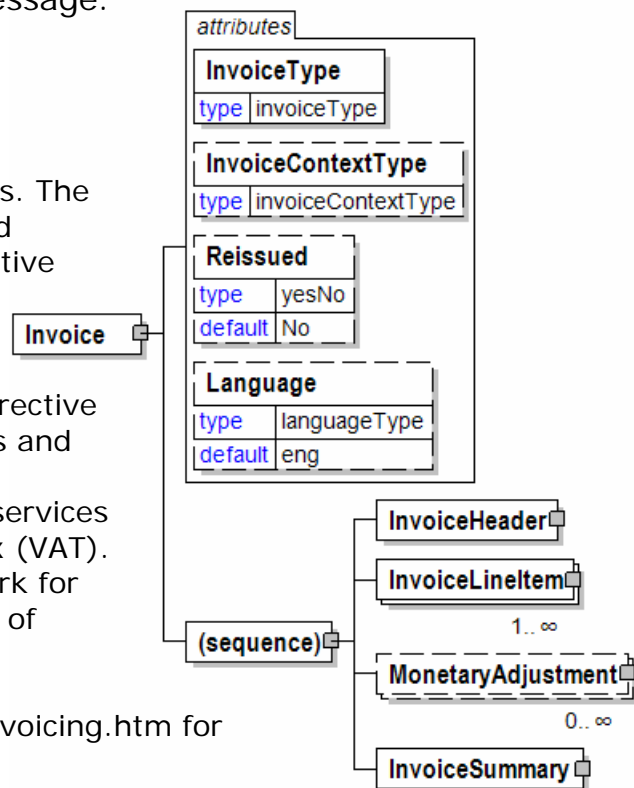 essage.
s. The
d
tive
rective
s and
services
x (VAT).
rk for
of
voicing.htm for
Invoice
attributes
InvoiceType
type invoiceType
InvoiceContextType
type invoiceContextType
Reissued
type yesNo
default No
Language
type languageType
default eng
(sequence)
InvoiceHeader
InvoiceLineItem
1.. ∞
MonetaryAdjustment
0.. ∞
InvoiceSummary